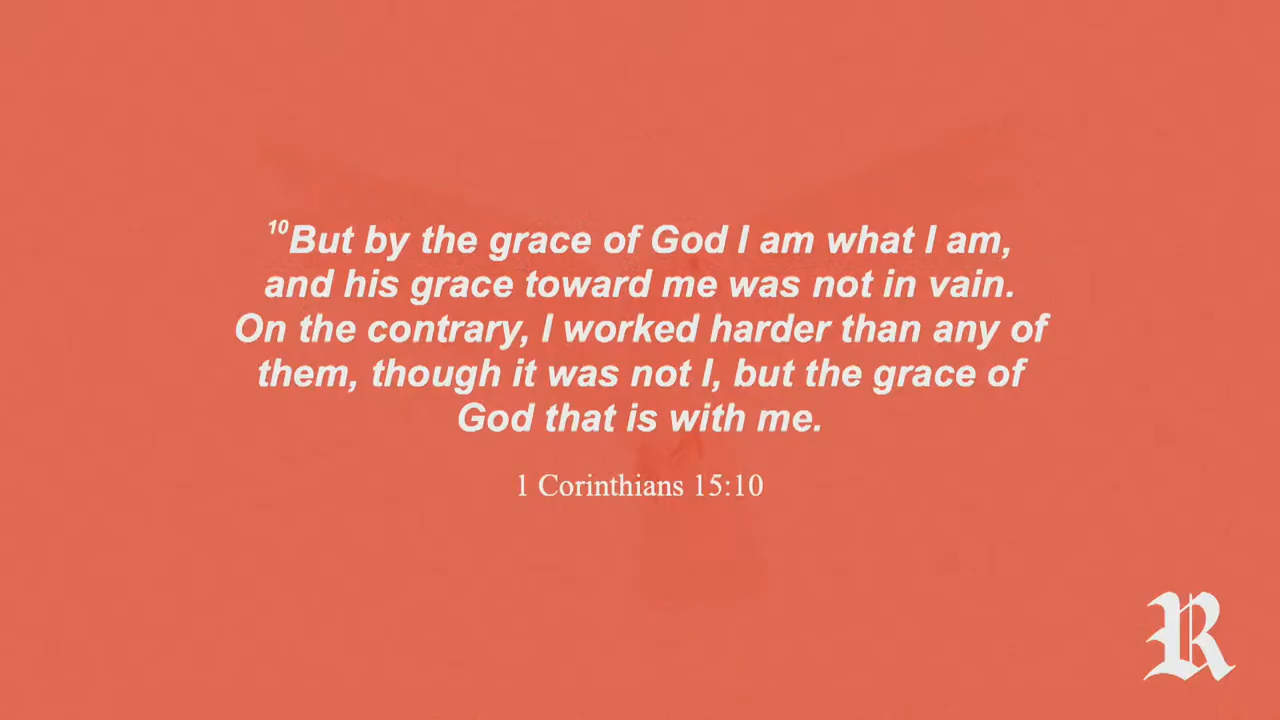 ¹⁰But by the grace of God I am what I am,
and his grace toward me was not in vain.
On the contrary, I worked harder than any of
them, though it was not I, but the grace of
God that is with me.
1 Corinthians 15:10
R